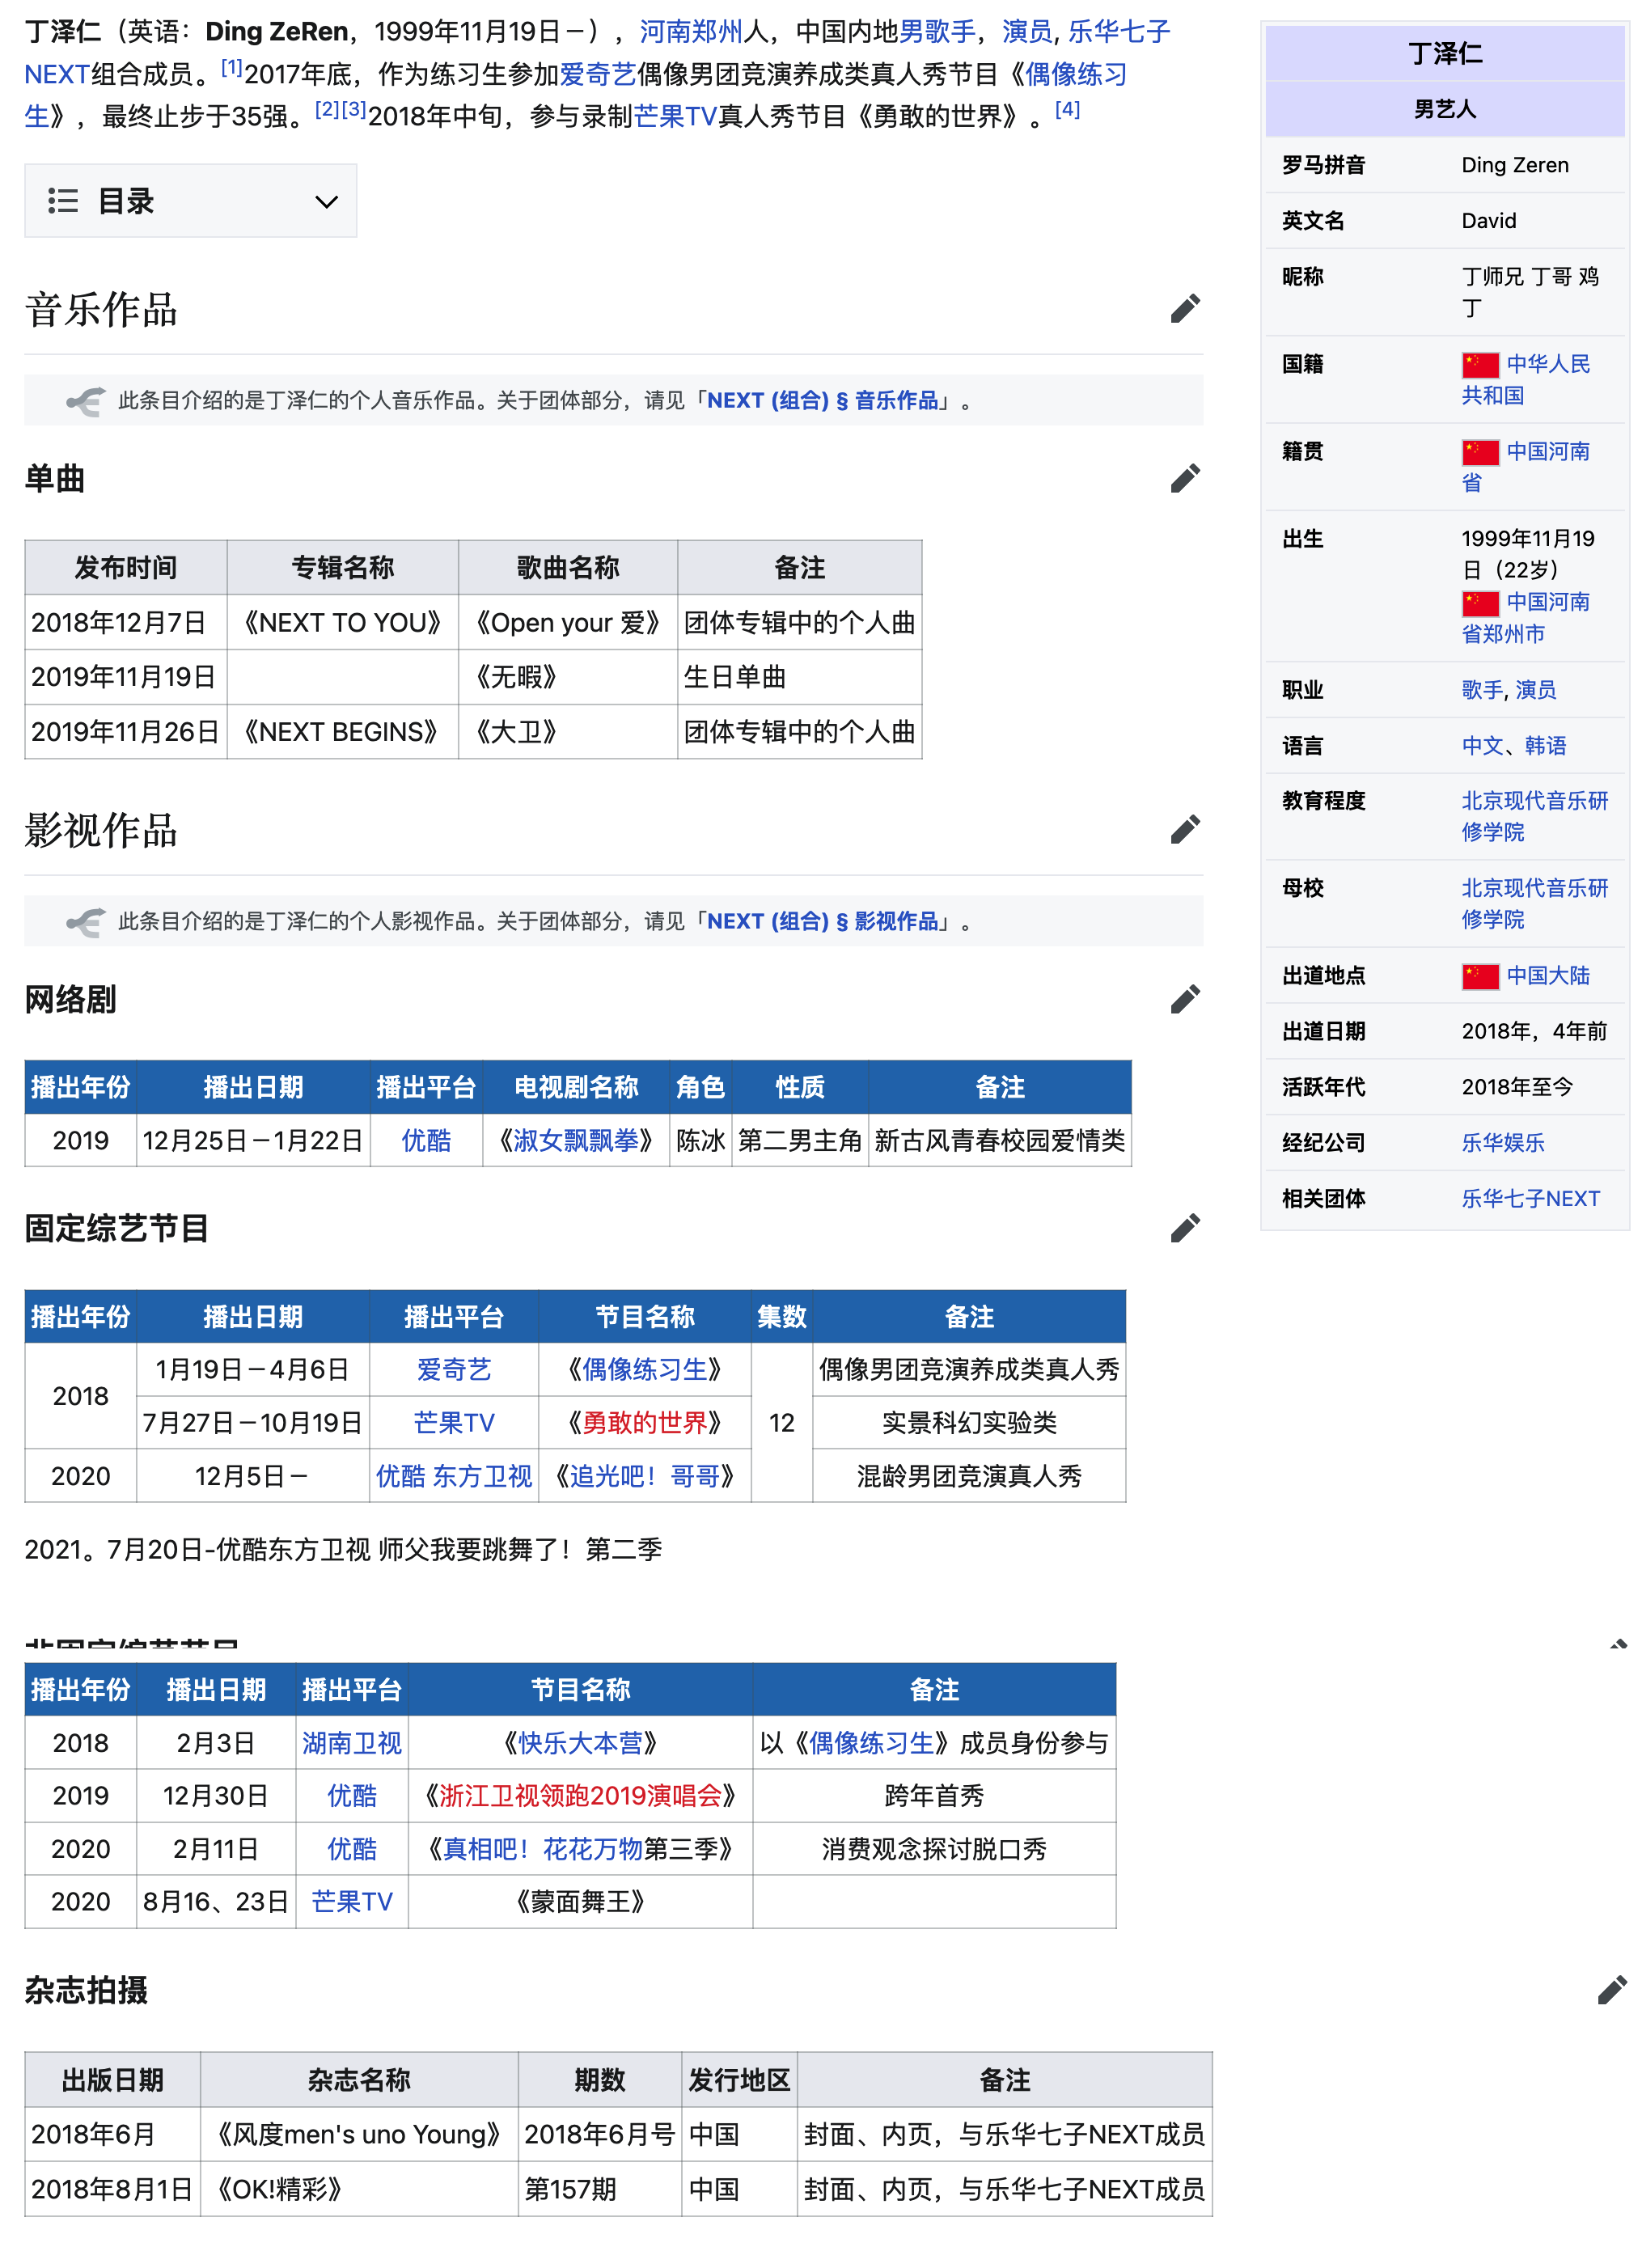 丁泽仁（英语：Ding ZeRen，1999年11月19日－），河南郑州人，中国内地男歌手，演员, 乐华七子
NEXT组合成员。[1]2017年底，作为练习生参加爱奇艺偶像男团竞演养成类真人秀节目《偶像练习
生》，最终止步于35强。[2][3]2018年中旬，参与录制芒果TV真人秀节目《勇敢的世界》。[4]
目录
音乐作品
此条目介绍的是丁泽仁的个人音乐作品。关于团体部分，请见「NEXT (组合) § 音乐作品」。
单曲
发布时间 专辑名称 歌曲名称 备注
2018年12月7日 《NEXT TO YOU》 《Open your 爱》 团体专辑中的个人曲
2019年11月19日 《无暇》 生日单曲
2019年11月26日 《NEXT BEGINS》 《大卫》 团体专辑中的个人曲
影视作品
此条目介绍的是丁泽仁的个人影视作品。关于团体部分，请见「NEXT (组合) § 影视作品」。
网络剧
播出年份 播出日期 播出平台 电视剧名称 角色 性质 备注
2019 12月25日－1月22日 优酷 《淑女飘飘拳》 陈冰 第二男主角 新古风青春校园爱情类
固定综艺节目
播出年份 播出日期 播出平台 节目名称 集数 备注
2018 1月19日－4月6日 爱奇艺 《偶像练习生》 12 偶像男团竞演养成类真人秀
7月27日－10月19日 芒果TV 《勇敢的世界》 实景科幻实验类
2020 12月5日－ 优酷 东方卫视 《追光吧！哥哥》 混龄男团竞演真人秀
2021。7月20日-优酷东方卫视 师父我要跳舞了！第二季
播出年份 播出日期 播出平台 节目名称 备注
2018 2月3日 湖南卫视 《快乐大本营》 以《偶像练习生》成员身份参与
2019 12月30日 优酷 《浙江卫视领跑2019演唱会》 跨年首秀
2020 2月11日 优酷 《真相吧！花花万物第三季》 消费观念探讨脱口秀
2020 8月16、23日 芒果TV 《蒙面舞王》
杂志拍摄
出版日期 杂志名称 期数 发行地区 备注
2018年6月 《风度men's uno Young》 2018年6月号 中国 封面、内页，与乐华七子NEXT成员
2018年8月1日 《OK!精彩》 第157期 中国 封面、内页，与乐华七子NEXT成员
丁泽仁
男艺人
罗马拼音 Ding Zeren
英文名 David
昵称 丁师兄 丁哥 鸡
丁
国籍 中华人民
共和国
籍贯 中国河南
省
出生 1999年11月19
日（22岁）
中国河南
省郑州市
职业 歌手, 演员
语言 中文、韩语
教育程度 北京现代音乐研
修学院
母校 北京现代音乐研
修学院
出道地点 中国大陆
出道日期 2018年，4年前
活跃年代 2018年至今
经纪公司 乐华娱乐
相关团体 乐华七子NEXT